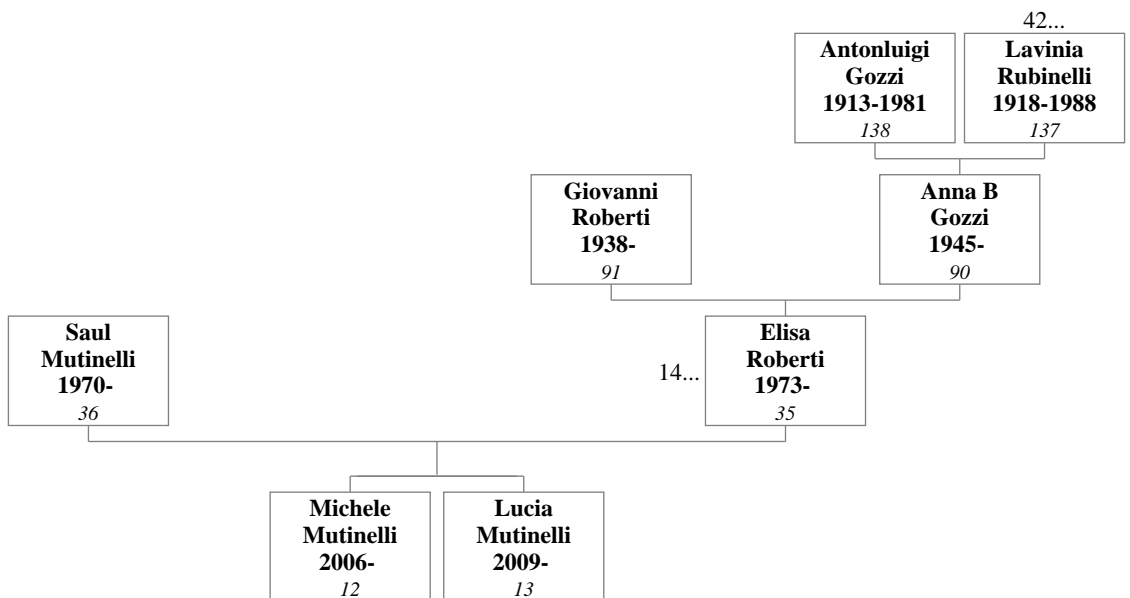 42...
Antonluigi
Gozzi
1913-1981
138
Lavinia
Rubinelli
1918-1988
137
Giovanni
Roberti
1938-
91
Anna B
Gozzi
1945-
90
Saul
Mutinelli
1970-
36
14...
Elisa
Roberti
1973-
35
Michele
Mutinelli
2006-
12
Lucia
Mutinelli
2009-
13